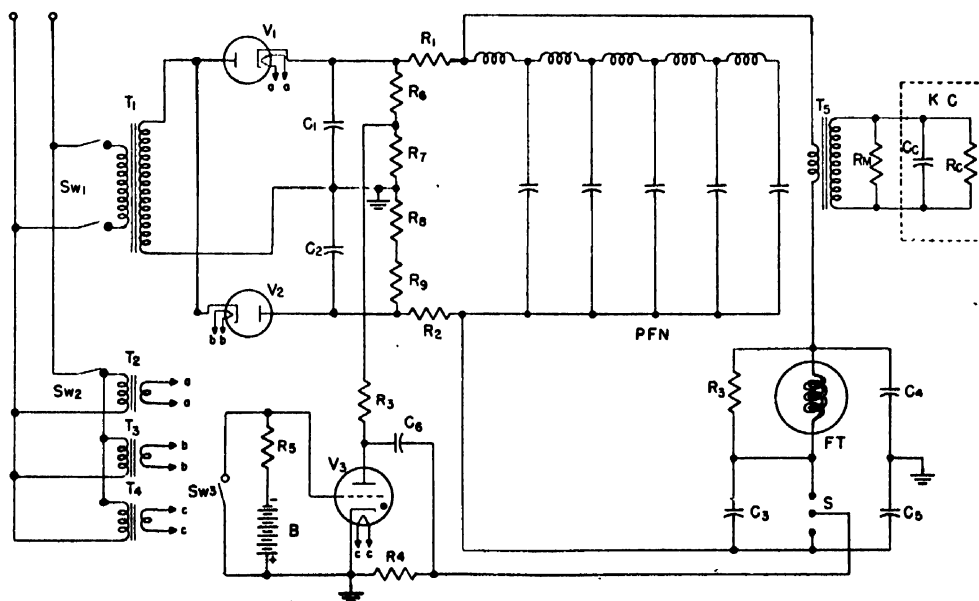 V1
R1
a a
T1
R6
C1
R7
Sw1
R8
C2
R9
V2
b b
R2
PFN
T5
K C
RM
CC
RC
T2
a
a
Sw2
T3
b
b
T4
c
c
R3
C6
R5
Sw3
V3
-
B
+
c c
R4
R3
FT
C4
C3
S
C5